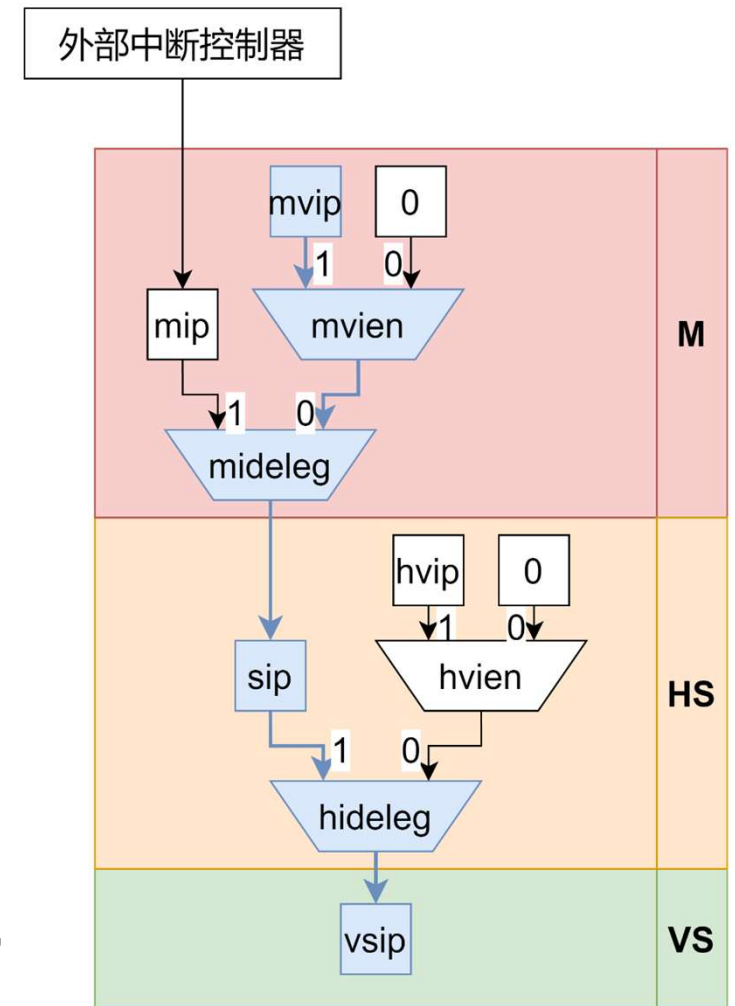 外部中断控制器
mvip
0
1
0
mip
mvien
M
1
0
mideleg
hvip
0
1
0
sip
hvien
HS
1
0
hideleg
vsip
VS